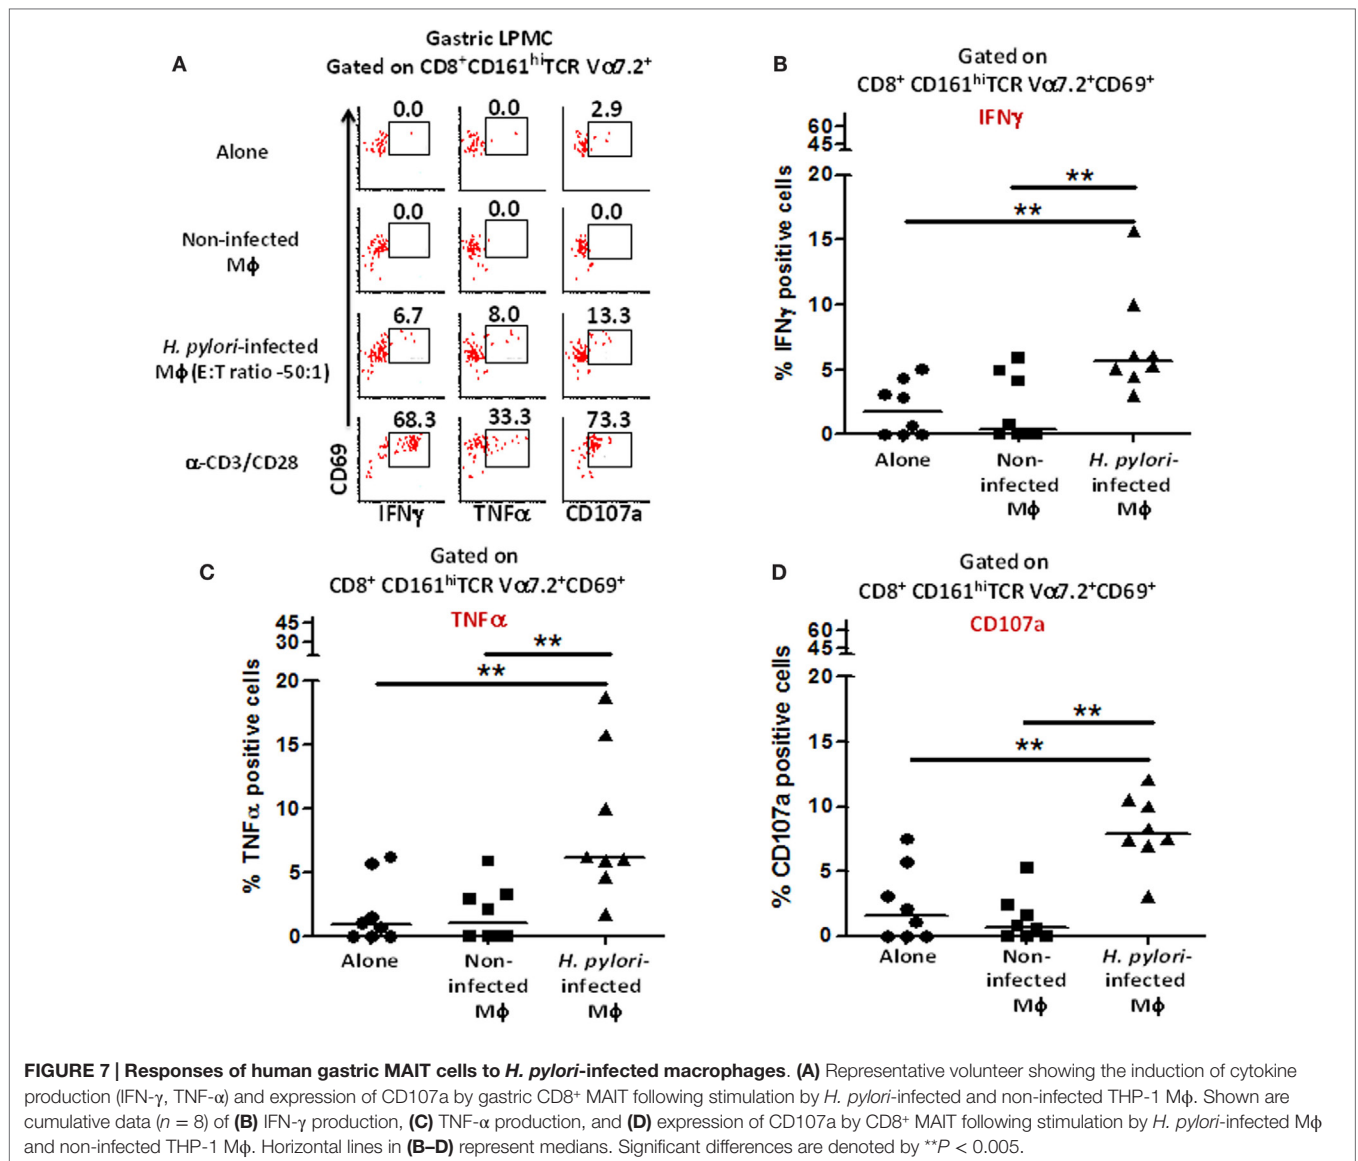 A
Gastric LPMC
Gated on CD8⁺CD161ʰⁱTCR Vα7.2⁺
0.0 0.0 2.9
Alone
0.0 0.0 0.0
Non-infected
Mϕ
6.7 8.0 13.3
H. pylori-infected
Mϕ (E:T ratio -50:1)
68.3 33.3 73.3
α-CD3/CD28
CD69
IFNγ TNFα CD107a
B
Gated on
CD8⁺ CD161ʰⁱTCR Vα7.2⁺CD69⁺
IFNγ
60
45
20
15
10
5
0
% IFNγ positive cells
**
**
Alone
Non-
infected
Mϕ
H. pylori-
infected
Mϕ
C
Gated on
CD8⁺ CD161ʰⁱTCR Vα7.2⁺CD69⁺
TNFα
45
30
20
15
10
5
0
% TNFα positive cells
**
**
Alone
Non-
infected
Mϕ
H. pylori-
infected
Mϕ
D
Gated on
CD8⁺ CD161ʰⁱTCR Vα7.2⁺CD69⁺
CD107a
60
45
20
15
10
5
0
% CD107a positive cells
**
**
Alone
Non-
infected
Mϕ
H. pylori-
infected
Mϕ
FIGURE 7 | Responses of human gastric MAIT cells to H. pylori-infected macrophages. (A) Representative volunteer showing the induction of cytokine
production (IFN-γ, TNF-α) and expression of CD107a by gastric CD8⁺ MAIT following stimulation by H. pylori-infected and non-infected THP-1 Mϕ. Shown are
cumulative data (n = 8) of (B) IFN-γ production, (C) TNF-α production, and (D) expression of CD107a by CD8⁺ MAIT following stimulation by H. pylori-infected Mϕ
and non-infected THP-1 Mϕ. Horizontal lines in (B–D) represent medians. Significant differences are denoted by **P < 0.005.